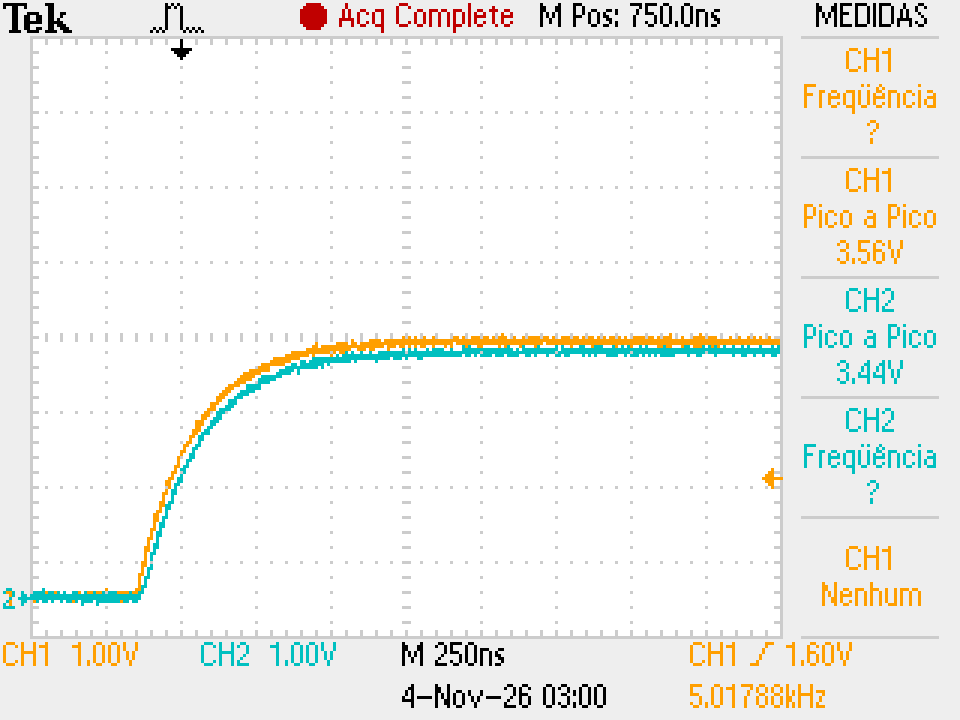 Tek Acq Complete M Pos: 750.0ns MEDIDAS
CH1
Freqüência
?
CH1
Pico a Pico
3.56V
CH2
Pico a Pico
3.44V
CH2
Freqüência
?
CH1
Nenhum
2
CH1 1.00V CH2 1.00V M 250ns CH1 1.60V
4-Nov-26 03:00 5.01788kHz